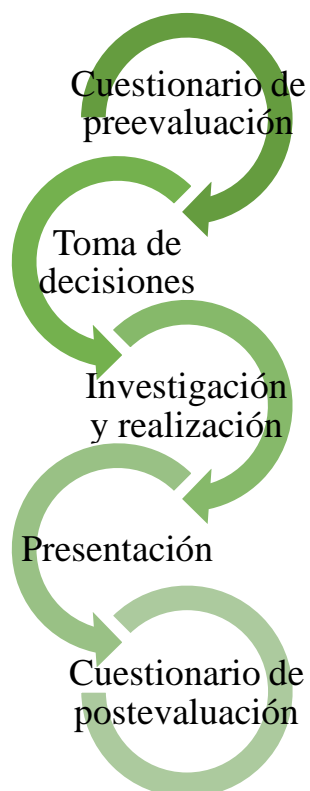 Cuestionario de
preevaluación
Toma de
decisiones
Investigación
y realización
Presentación
Cuestionario de
postevaluación